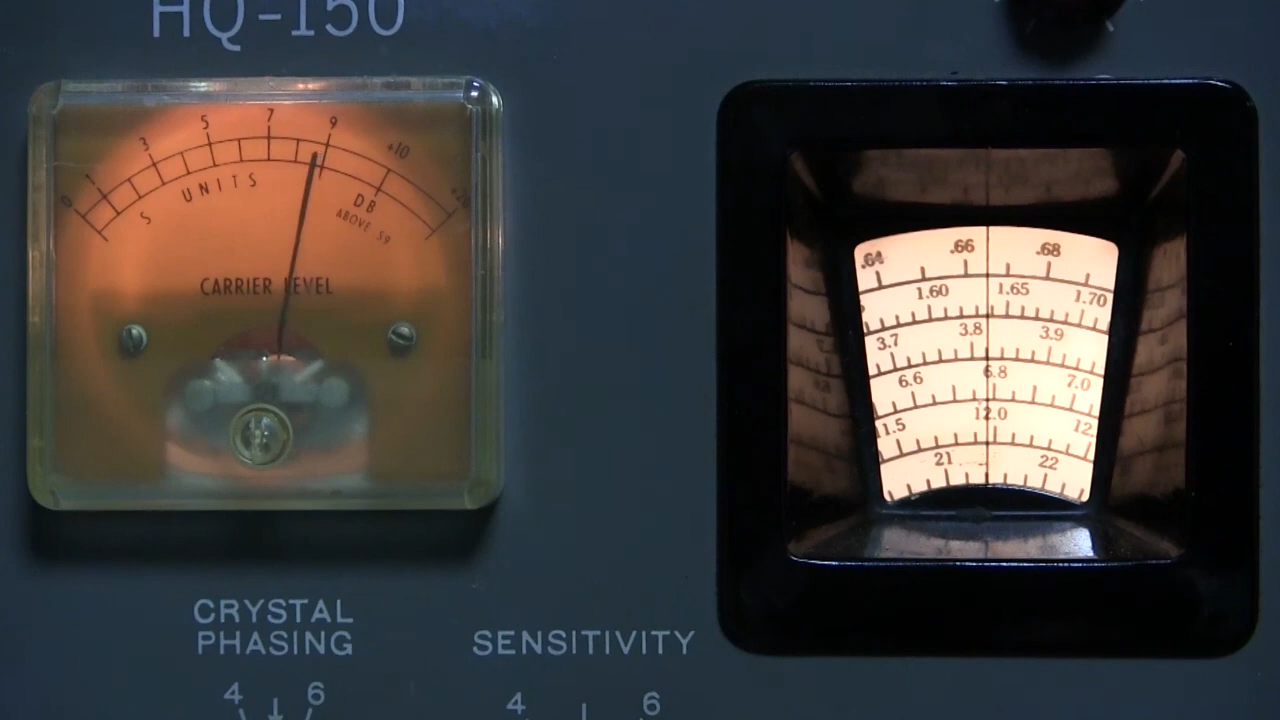 HQ-150
0 1 3 5 7 9 +10 +20
S UNITS
DB
ABOVE S9
CARRIER LEVEL
.64 .66 .68
1.60 1.65 1.70
3.7 3.8 3.9
6.6 6.8 7.0
11.5 12.0 12.
21 22
CRYSTAL
PHASING
SENSITIVITY
4 6
4 6